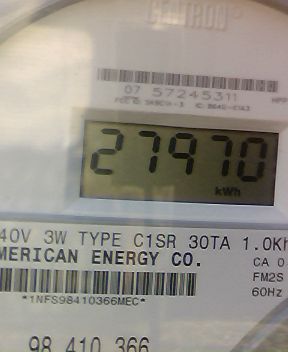 CENTRON®
07 57245311
27970
kWh
40V 3W TYPE C1SR 30TA 1.0Kh
MERICAN ENERGY CO.
CA 0
FM2S
*1NFS98410366MEC*
60Hz
98 410 366